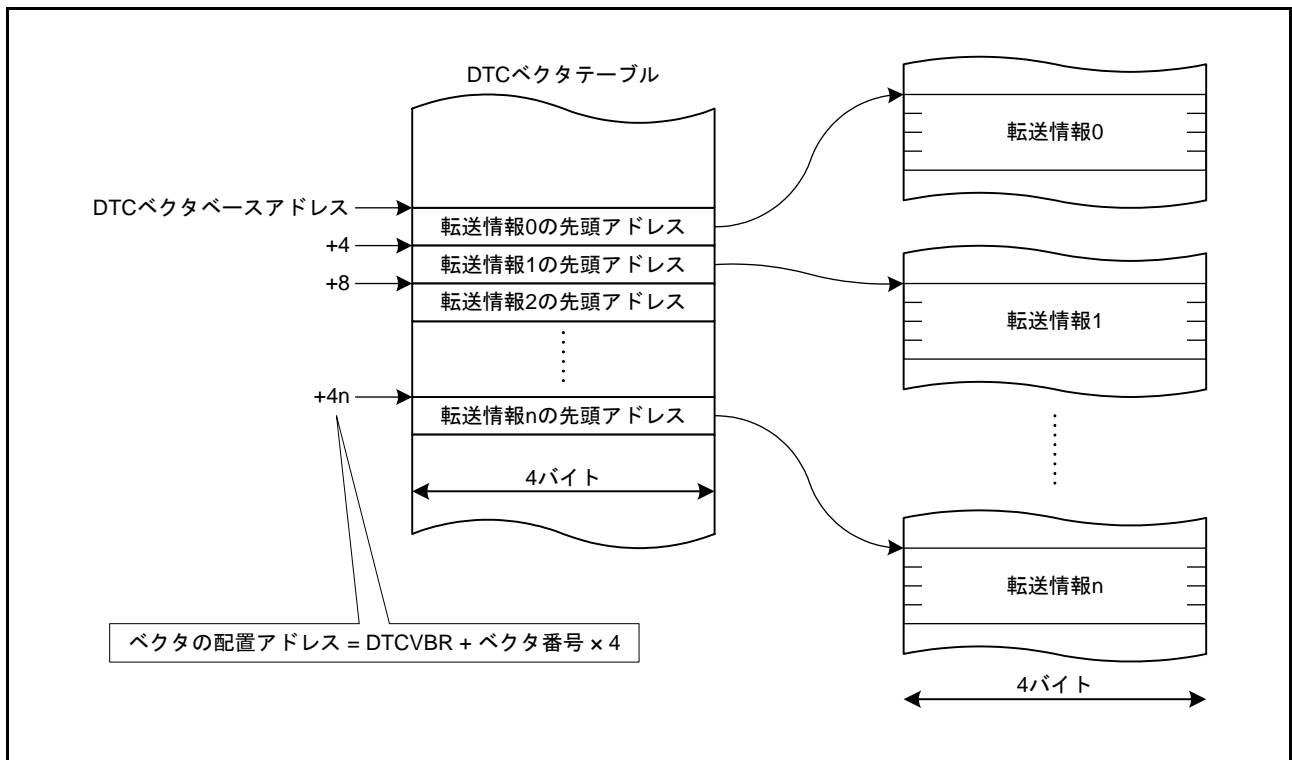 DTCベクタテーブル
DTCベクタベースアドレス
転送情報0の先頭アドレス
+4
転送情報1の先頭アドレス
+8
転送情報2の先頭アドレス
+4n
転送情報nの先頭アドレス
4バイト
ベクタの配置アドレス = DTCVBR + ベクタ番号 × 4
転送情報0
転送情報1
転送情報n
4バイト